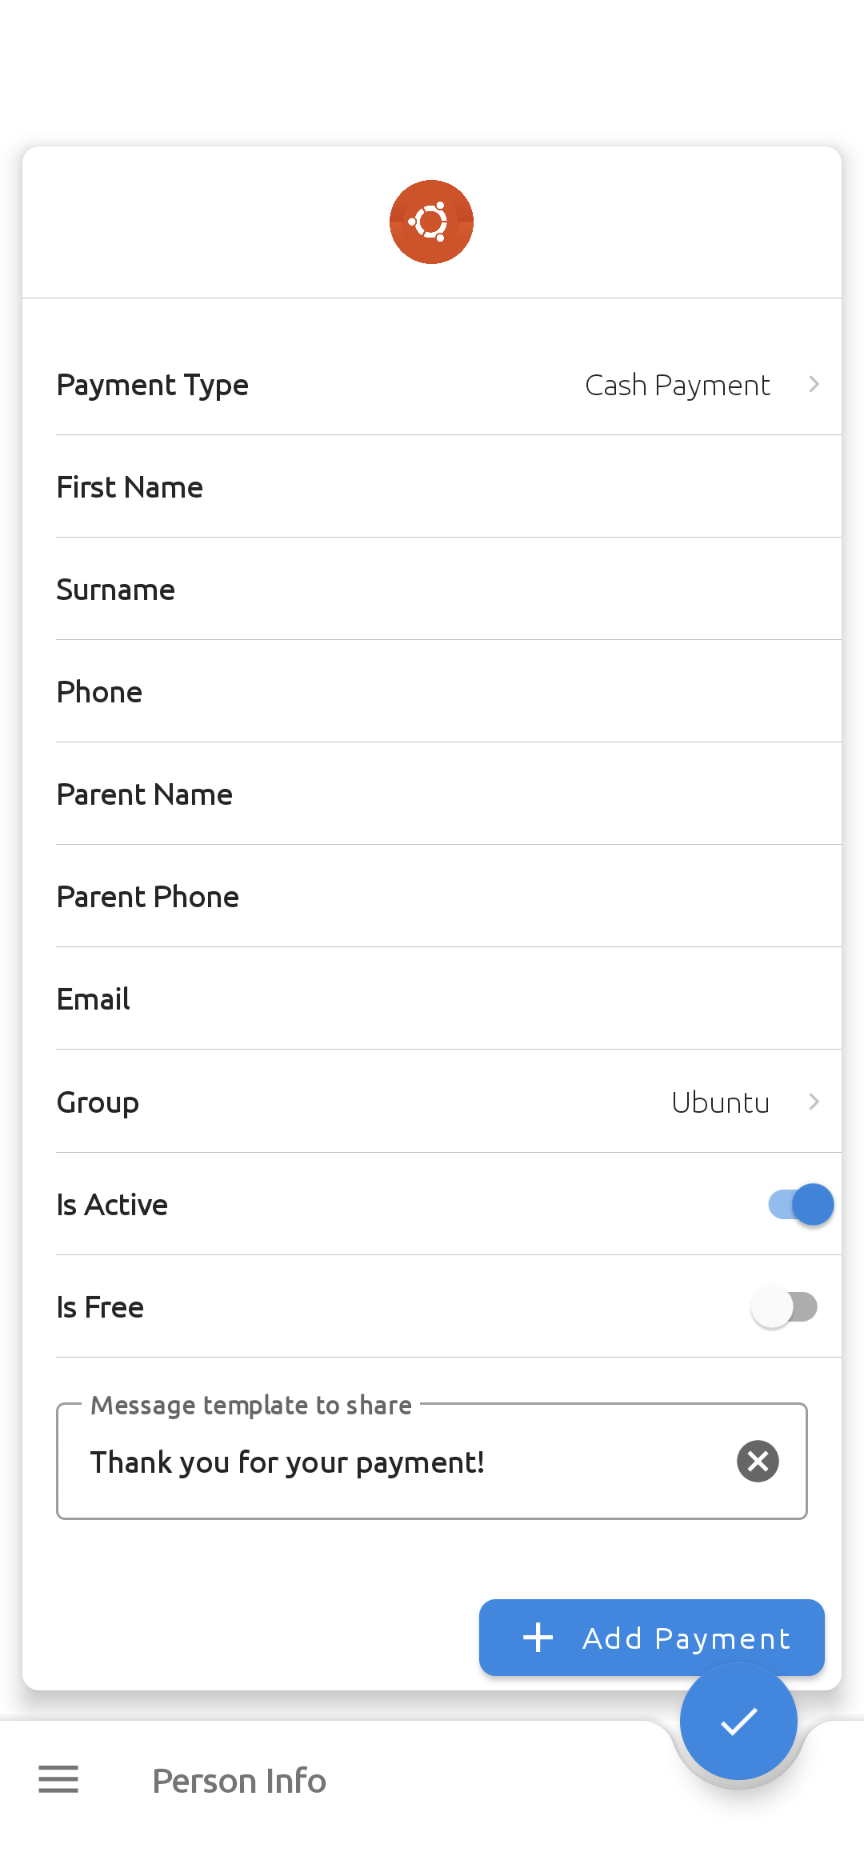 Payment Type Cash Payment
First Name
Surname
Phone
Parent Name
Parent Phone
Email
Group Ubuntu
Is Active
Is Free
Message template to share
Thank you for your payment!
Add Payment
Person Info